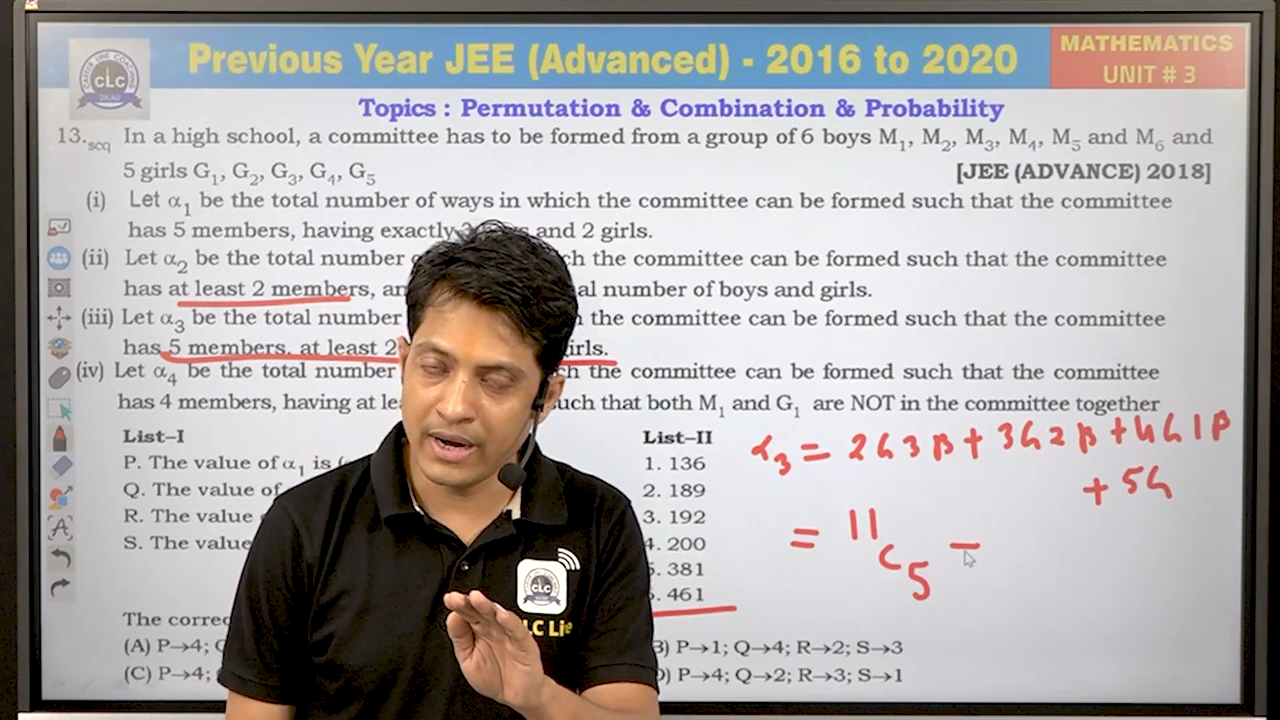 CLC
Previous Year JEE (Advanced) - 2016 to 2020
MATHEMATICS
UNIT # 3
Topics : Permutation & Combination & Probability
13. scq In a high school, a committee has to be formed from a group of 6 boys M1, M2, M3, M4, M5 and M6 and
5 girls G1, G2, G3, G4, G5 [JEE (ADVANCE) 2018]
(i) Let α1 be the total number of ways in which the committee can be formed such that the committee
has 5 members, having exactly and 2 girls.
(ii) Let α2 be the total number the committee can be formed such that the committee
has at least 2 members, number of boys and girls.
(iii) Let α3 be the total number the committee can be formed such that the committee
has 5 members, at least 2
(iv) Let α4 be the total number the committee can be formed such that the committee
has 4 members, having at such that both M1 and G1 are NOT in the committee together
List–I
List–II
P. The value of α1 is
1. 136
Q. The value of
2. 189
R. The value
3. 192
S. The value
4. 200
381
461
The
(A) P→4;
P→1; Q→4; R→2; S→3
(C) P→4;
P→4; Q→2; R→3; S→1
α3 = 2G3B + 3G2B + 4G1B
+ 5G
= 11C5 –
CLC